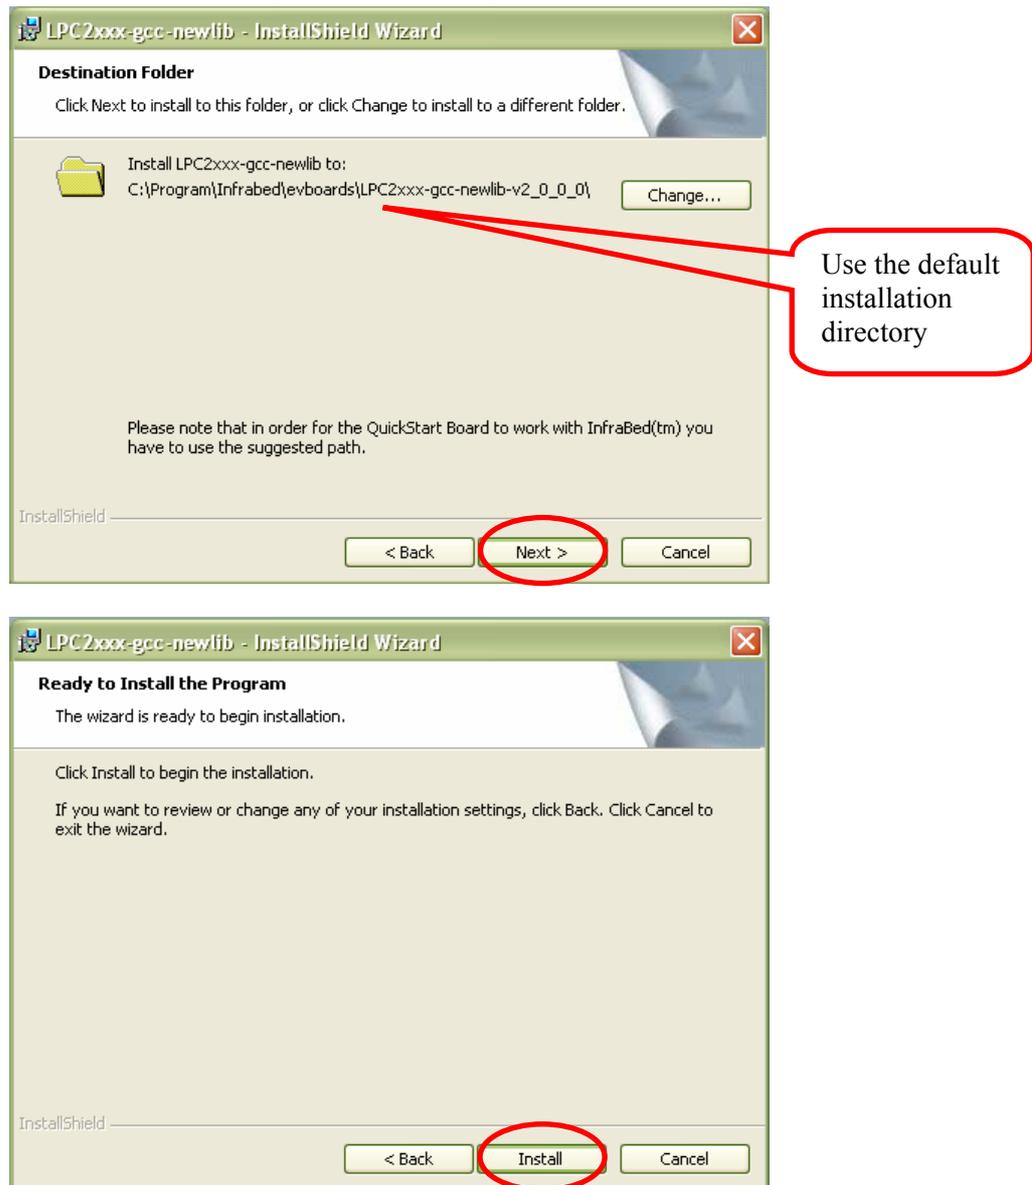 LPC2xxx-gcc-newlib - InstallShield Wizard
Destination Folder
Click Next to install to this folder, or click Change to install to a different folder.
Install LPC2xxx-gcc-newlib to:
C:\Program\Infrabed\evboards\LPC2xxx-gcc-newlib-v2_0_0_0\
Change...
Use the default
installation
directory
Please note that in order for the QuickStart Board to work with InfraBed(tm) you
have to use the suggested path.
InstallShield
< Back
Next >
Cancel
LPC2xxx-gcc-newlib - InstallShield Wizard
Ready to Install the Program
The wizard is ready to begin installation.
Click Install to begin the installation.
If you want to review or change any of your installation settings, click Back. Click Cancel to
exit the wizard.
InstallShield
< Back
Install
Cancel